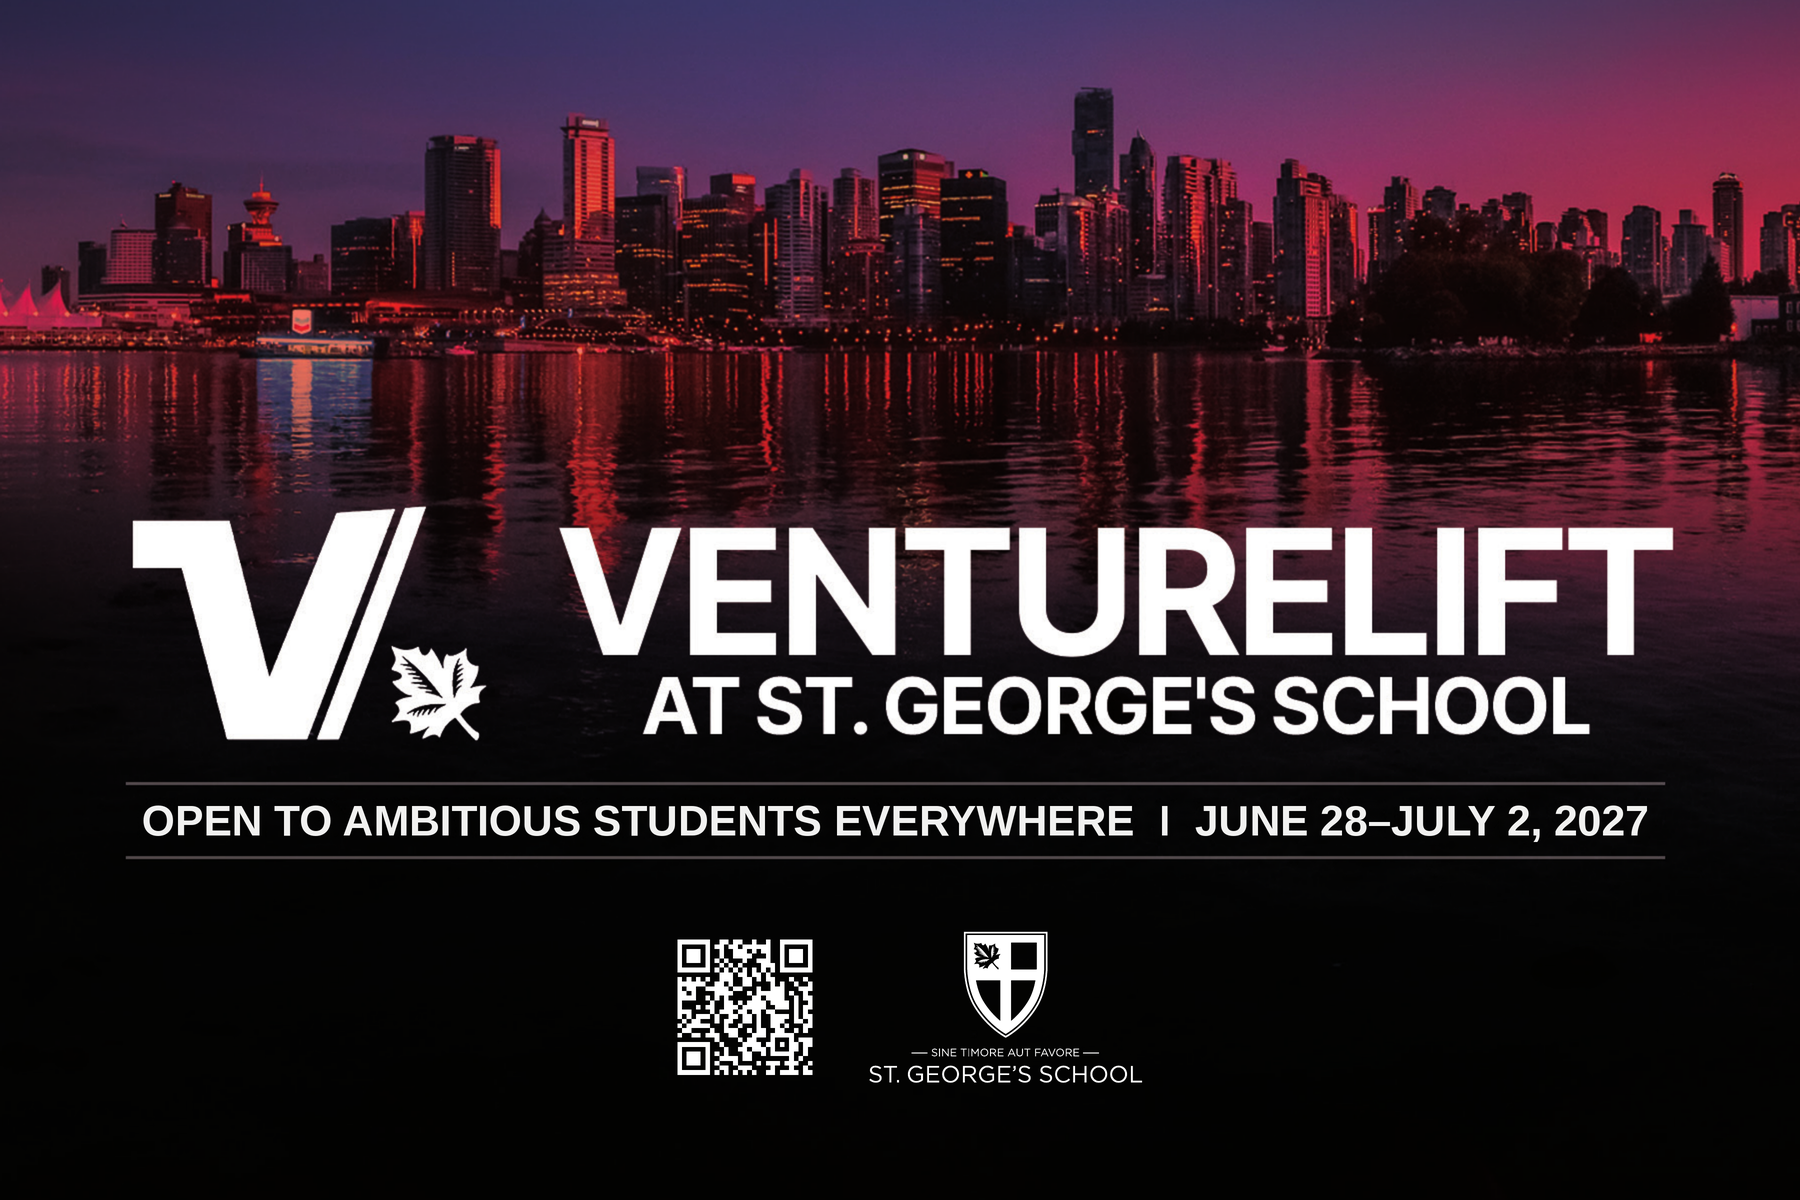 VENTURELIFT
AT ST. GEORGE'S SCHOOL
OPEN TO AMBITIOUS STUDENTS EVERYWHERE | JUNE 28–JULY 2, 2027
SINE TIMORE AUT FAVORE
ST. GEORGE’S SCHOOL